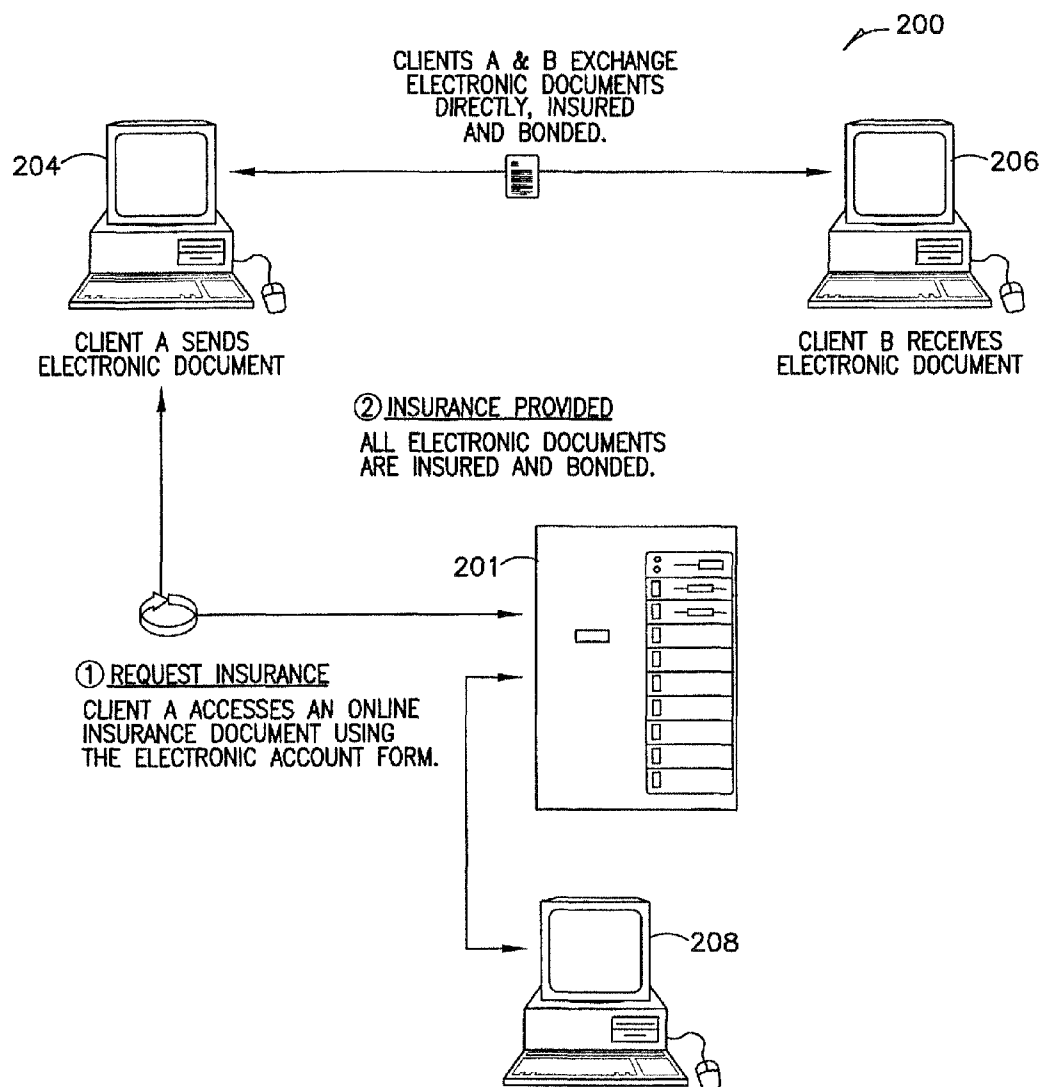 200
CLIENTS A & B EXCHANGE
ELECTRONIC DOCUMENTS
DIRECTLY, INSURED
AND BONDED.
204
206
CLIENT A SENDS
ELECTRONIC DOCUMENT
CLIENT B RECEIVES
ELECTRONIC DOCUMENT
② INSURANCE PROVIDED
ALL ELECTRONIC DOCUMENTS
ARE INSURED AND BONDED.
201
① REQUEST INSURANCE
CLIENT A ACCESSES AN ONLINE
INSURANCE DOCUMENT USING
THE ELECTRONIC ACCOUNT FORM.
208